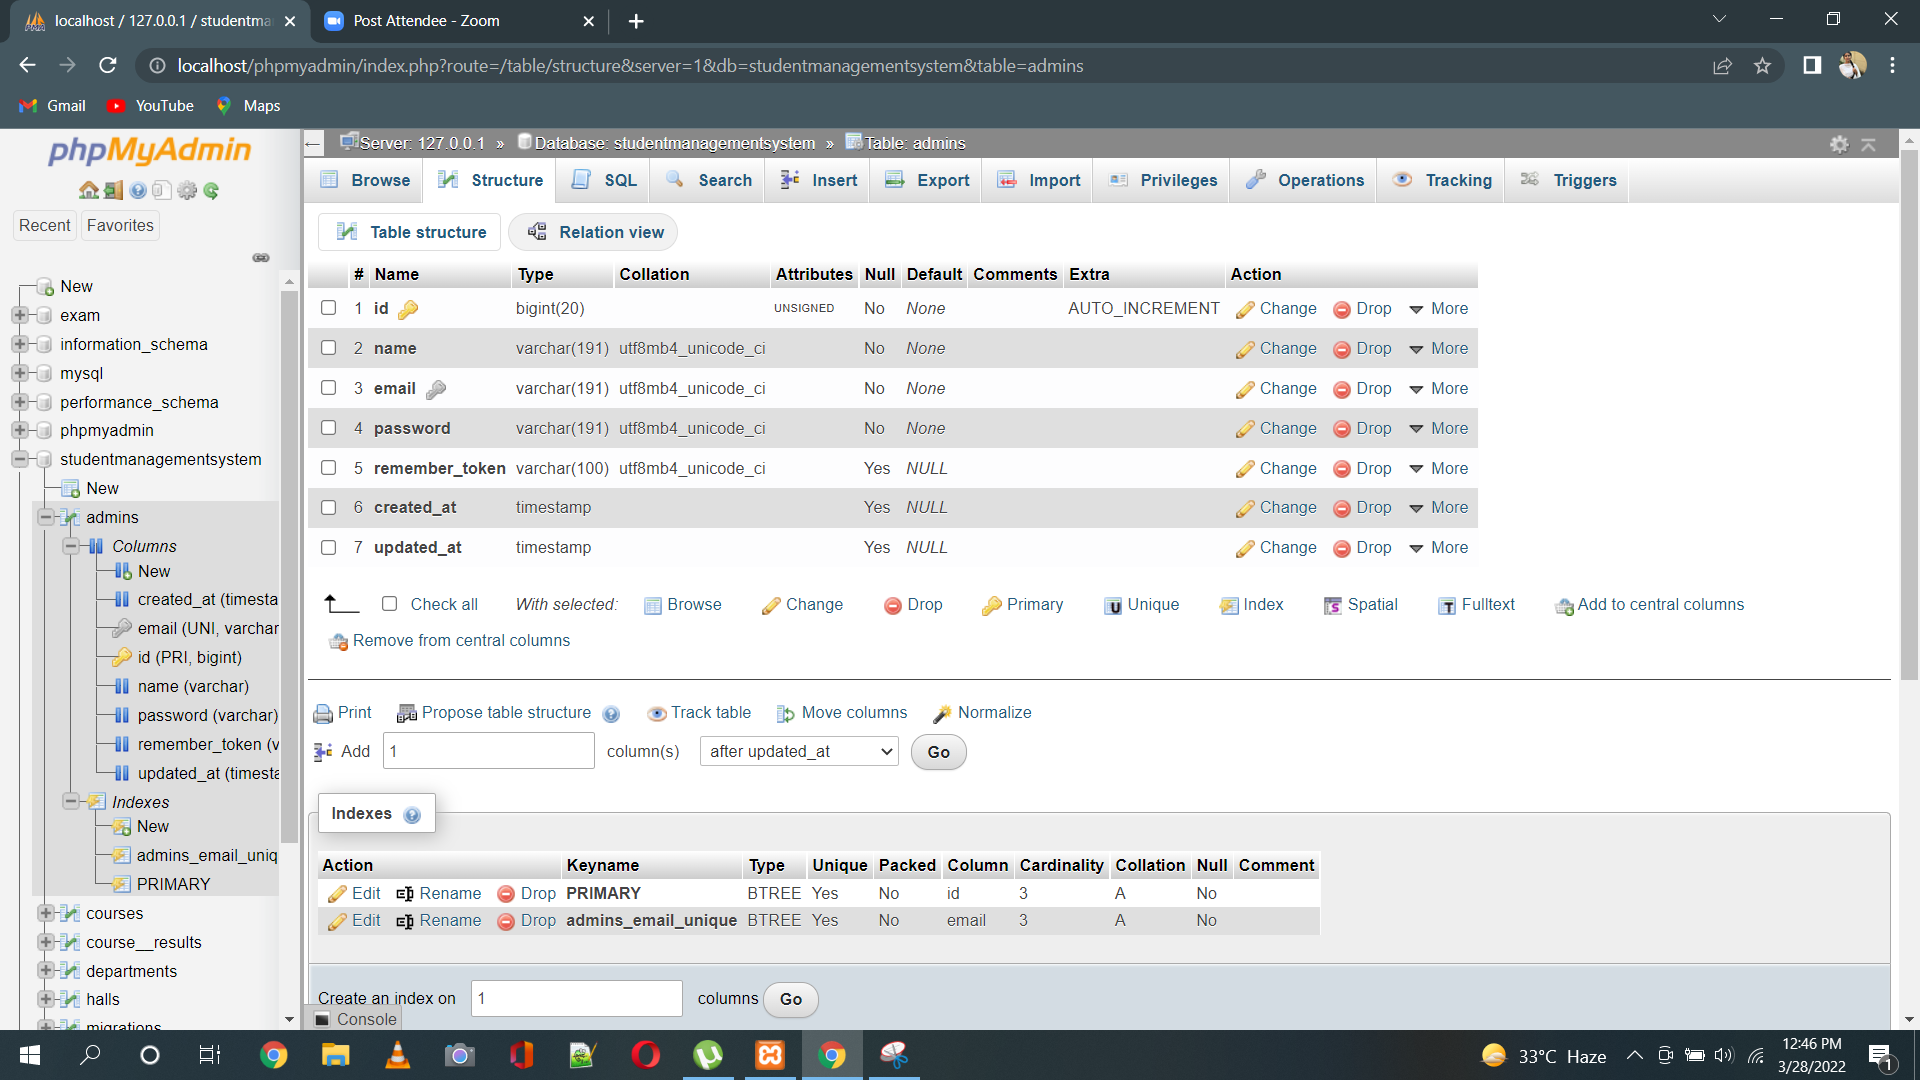 localhost / 127.0.0.1 / studentma
Post Attendee - Zoom
localhost/phpmyadmin/index.php?route=/table/structure&server=1&db=studentmanagementsystem&table=admins
Gmail YouTube Maps
phpMyAdmin
Recent Favorites
New
exam
information_schema
mysql
performance_schema
phpmyadmin
studentmanagementsystem
New
admins
Columns
New
created_at (timesta
email (UNI, varchar
id (PRI, bigint)
name (varchar)
password (varchar)
remember_token (v
updated_at (timesta
Indexes
New
admins_email_uniq
PRIMARY
courses
course__results
departments
halls
migrations
Server: 127.0.0.1 » Database: studentmanagementsystem » Table: admins
Browse Structure SQL Search Insert Export Import Privileges Operations Tracking Triggers
Table structure Relation view
# Name Type Collation Attributes Null Default Comments Extra Action
1 id bigint(20) UNSIGNED No None AUTO_INCREMENT Change Drop More
2 name varchar(191) utf8mb4_unicode_ci No None Change Drop More
3 email varchar(191) utf8mb4_unicode_ci No None Change Drop More
4 password varchar(191) utf8mb4_unicode_ci No None Change Drop More
5 remember_token varchar(100) utf8mb4_unicode_ci Yes NULL Change Drop More
6 created_at timestamp Yes NULL Change Drop More
7 updated_at timestamp Yes NULL Change Drop More
Check all With selected: Browse Change Drop Primary Unique Index Spatial Fulltext Add to central columns
Remove from central columns
Print Propose table structure Track table Move columns Normalize
Add 1 column(s) after updated_at Go
Indexes
Action Keyname Type Unique Packed Column Cardinality Collation Null Comment
Edit Rename Drop PRIMARY BTREE Yes No id 3 A No
Edit Rename Drop admins_email_unique BTREE Yes No email 3 A No
Create an index on 1 columns Go
Console
33°C Haze
12:46 PM
3/28/2022
1